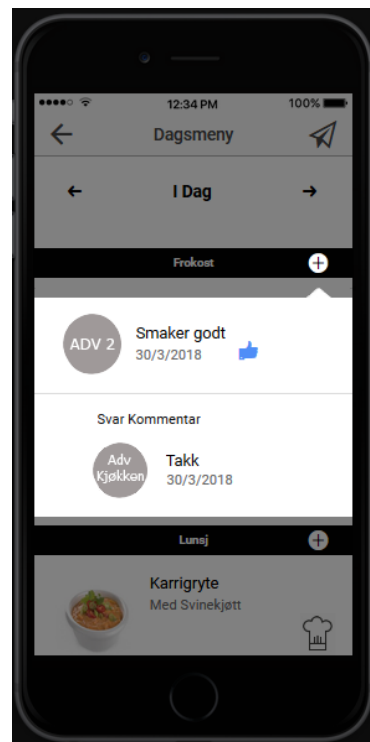 12:34 PM
100%
Dagsmeny
I Dag
Frokost
ADV 2
Smaker godt
30/3/2018
Svar Kommentar
Adv
Kjøkken
Takk
30/3/2018
Lunsj
Karrigryte
Med Svinekjøtt